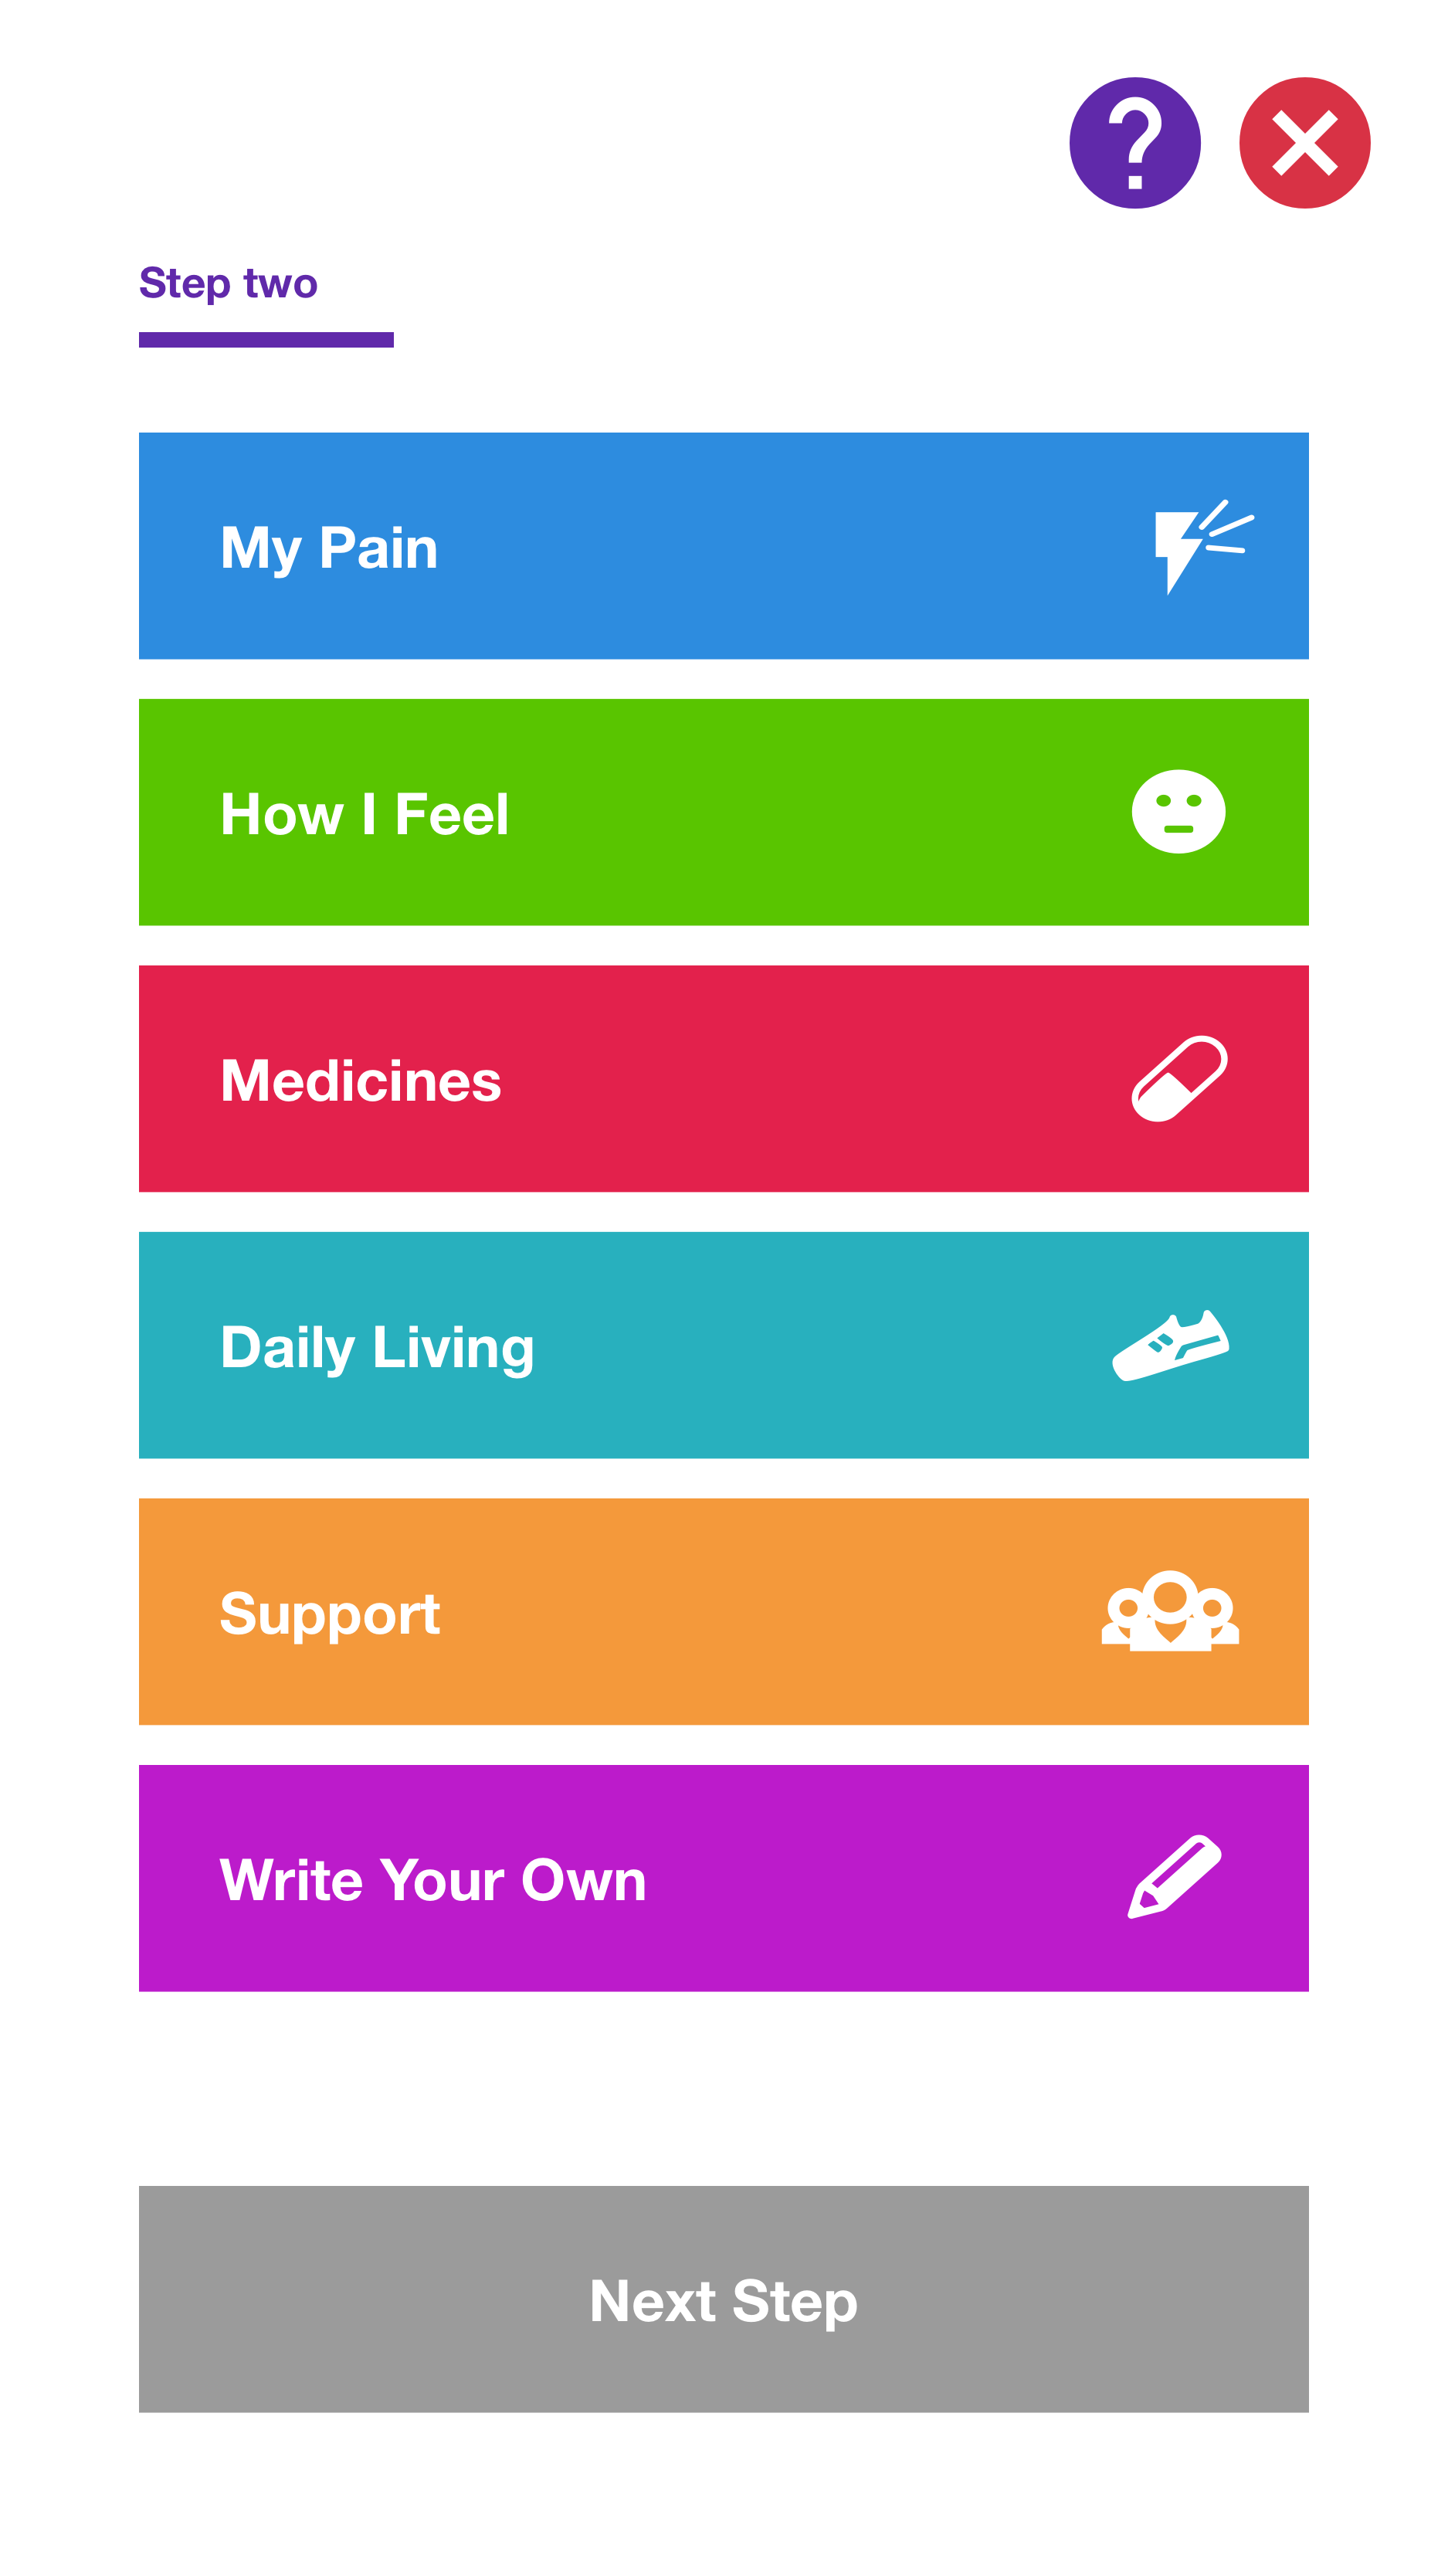 ?
Step two
My Pain
How I Feel
Medicines
Daily Living
Support
Write Your Own
Next Step